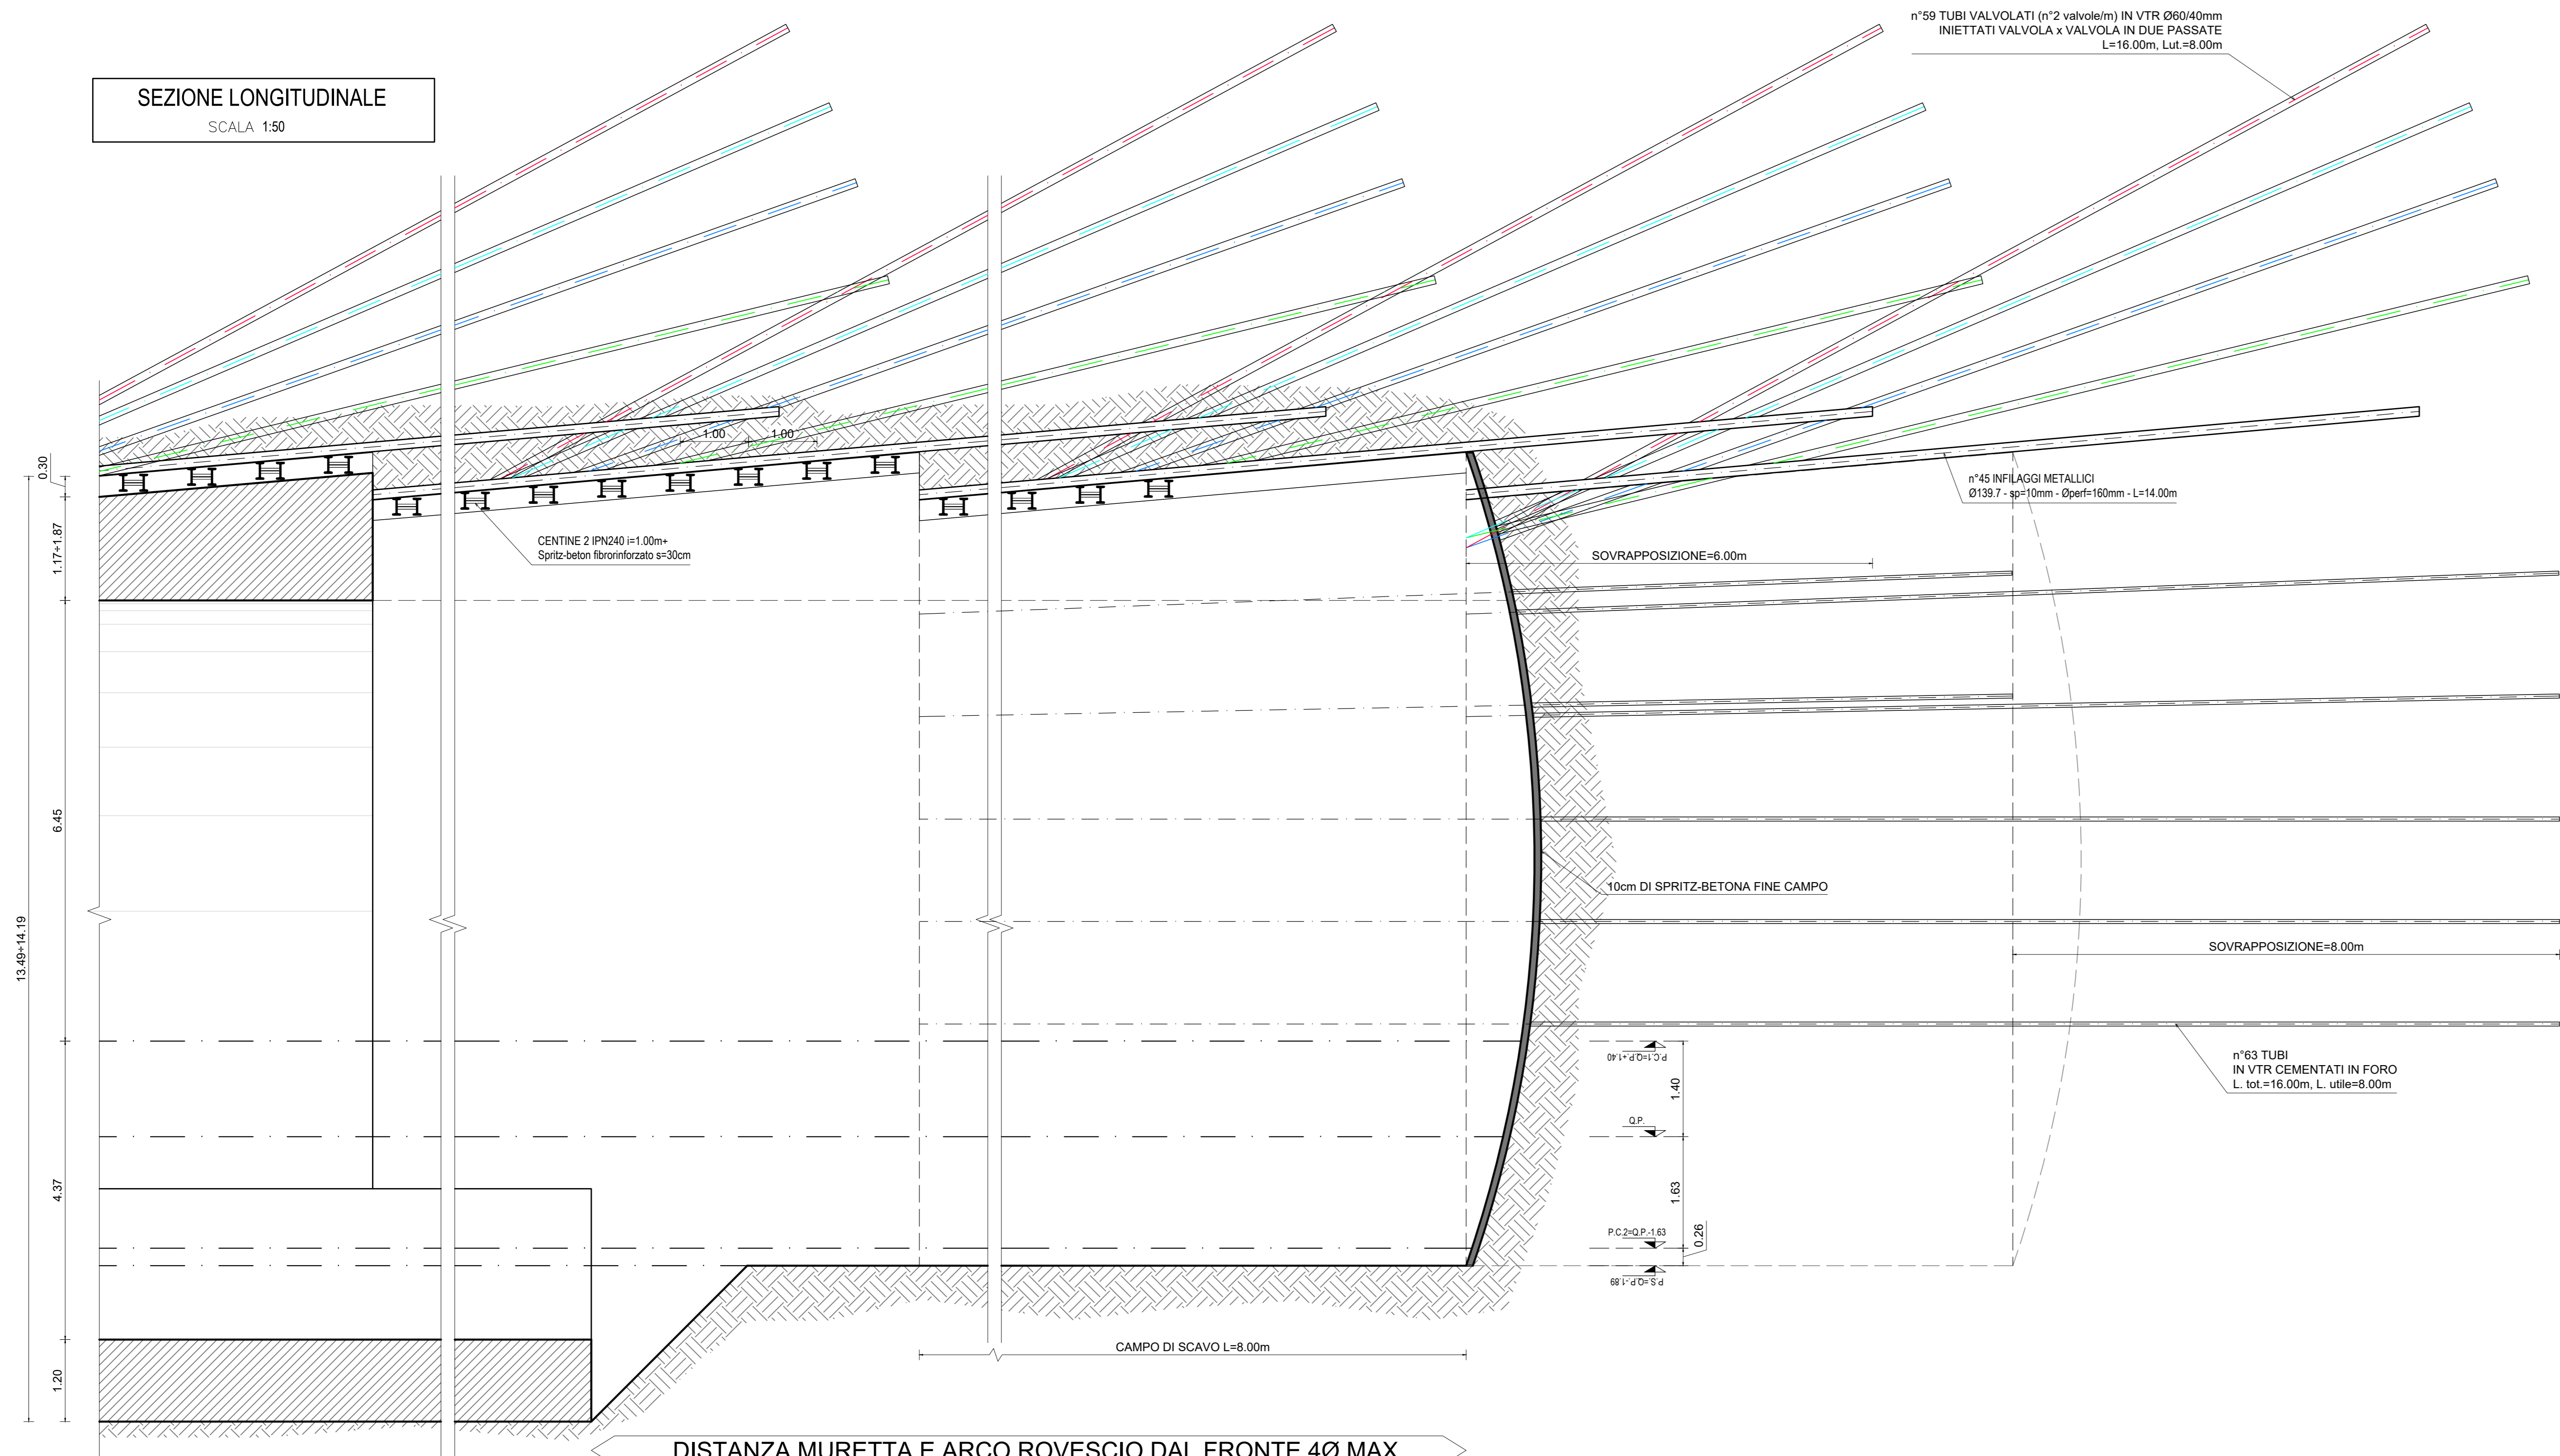 n°59 TUBI VALVOLATI (n°2 valvole/m) IN VTR Ø60/40mm
INIETTATI VALVOLA x VALVOLA IN DUE PASSATE
L=16.00m, Lut.=8.00m
SEZIONE LONGITUDINALE
SCALA 1:50
1.00
1.00
0.30
n°45 INFILAGGI METALLICI
Ø139.7 - sp=10mm - Øperf=160mm - L=14.00m
CENTINE 2 IPN240 i=1.00m+
Spritz-beton fibrorinforzato s=30cm
1.17÷1.87
SOVRAPPOSIZIONE=6.00m
6.45
10cm DI SPRITZ-BETONA FINE CAMPO
13.49÷14.19
SOVRAPPOSIZIONE=8.00m
P.C.1=Q.P.+1.40
n°63 TUBI
IN VTR CEMENTATI IN FORO
L. tot.=16.00m, L. utile=8.00m
1.40
Q.P.
4.37
1.63
P.C.2=Q.P.-1.63
0.26
P.S.=Q.P.-1.89
CAMPO DI SCAVO L=8.00m
1.20
DISTANZA MURETTA E ARCO ROVESCIO DAL FRONTE 4Ø MAX